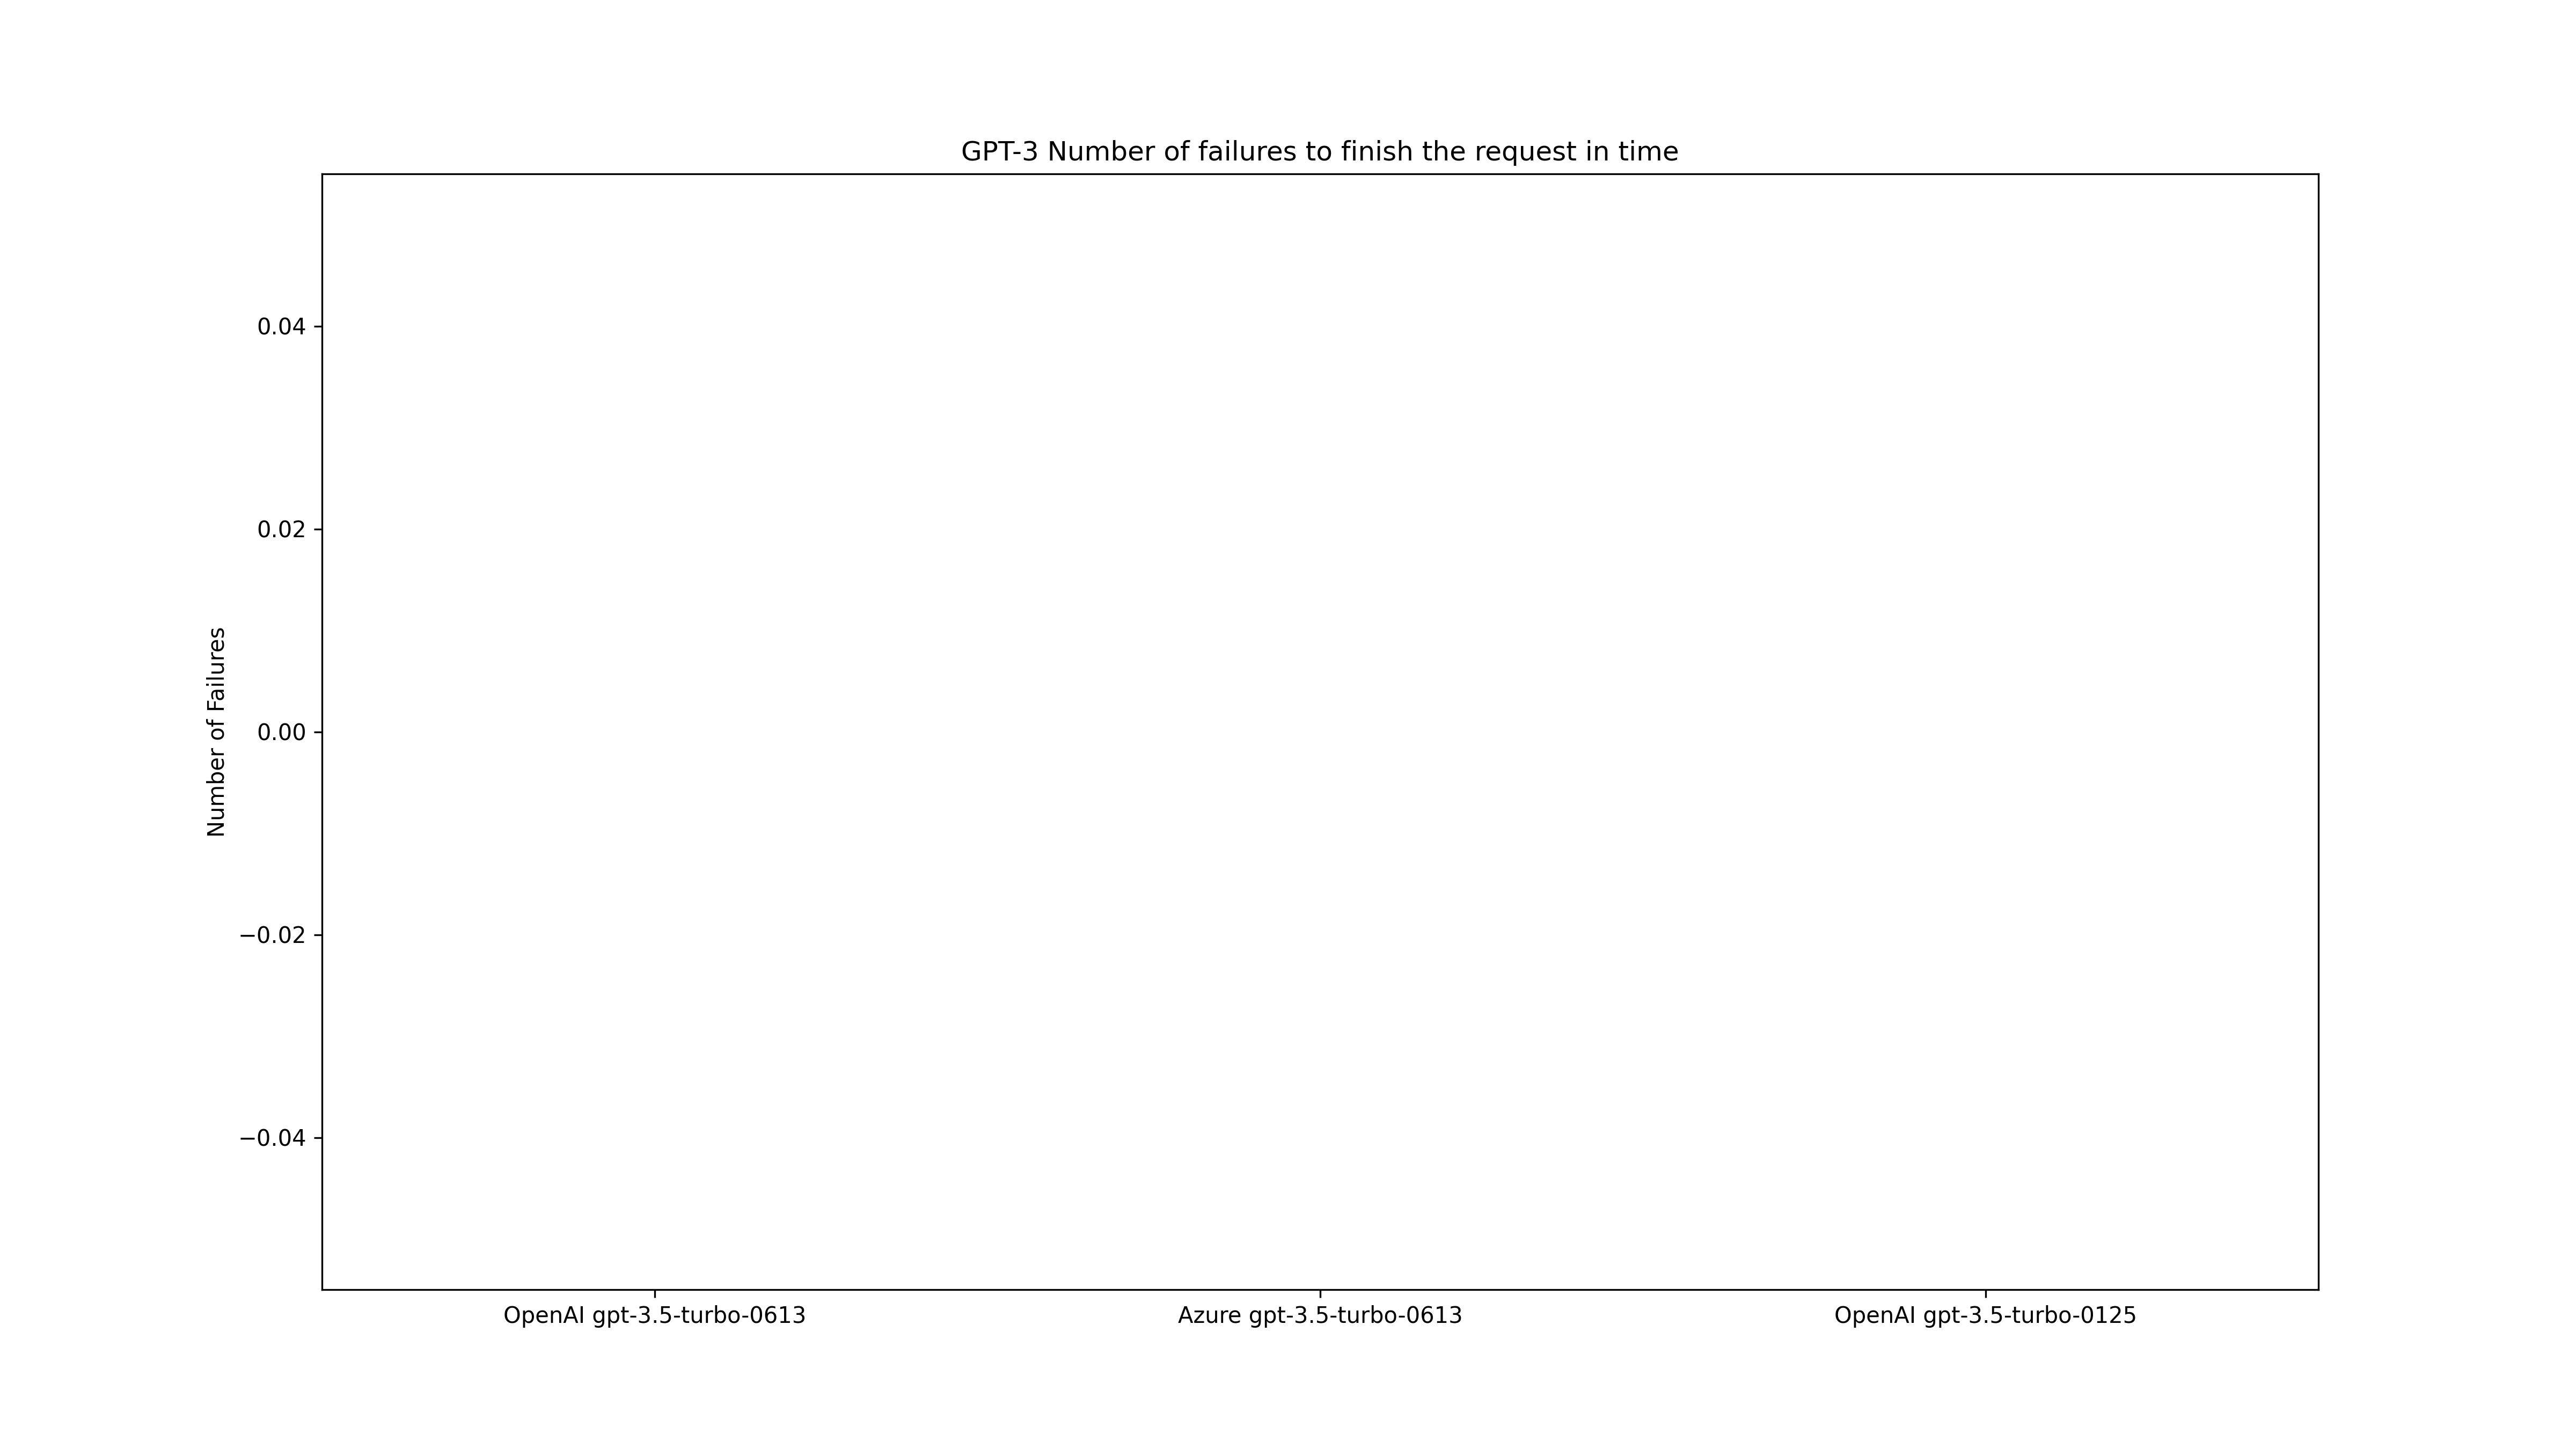 GPT-3 Number of failures to finish the request in time
Number of Failures
0.04
0.02
0.00
−0.02
−0.04
OpenAI gpt-3.5-turbo-0613
Azure gpt-3.5-turbo-0613
OpenAI gpt-3.5-turbo-0125